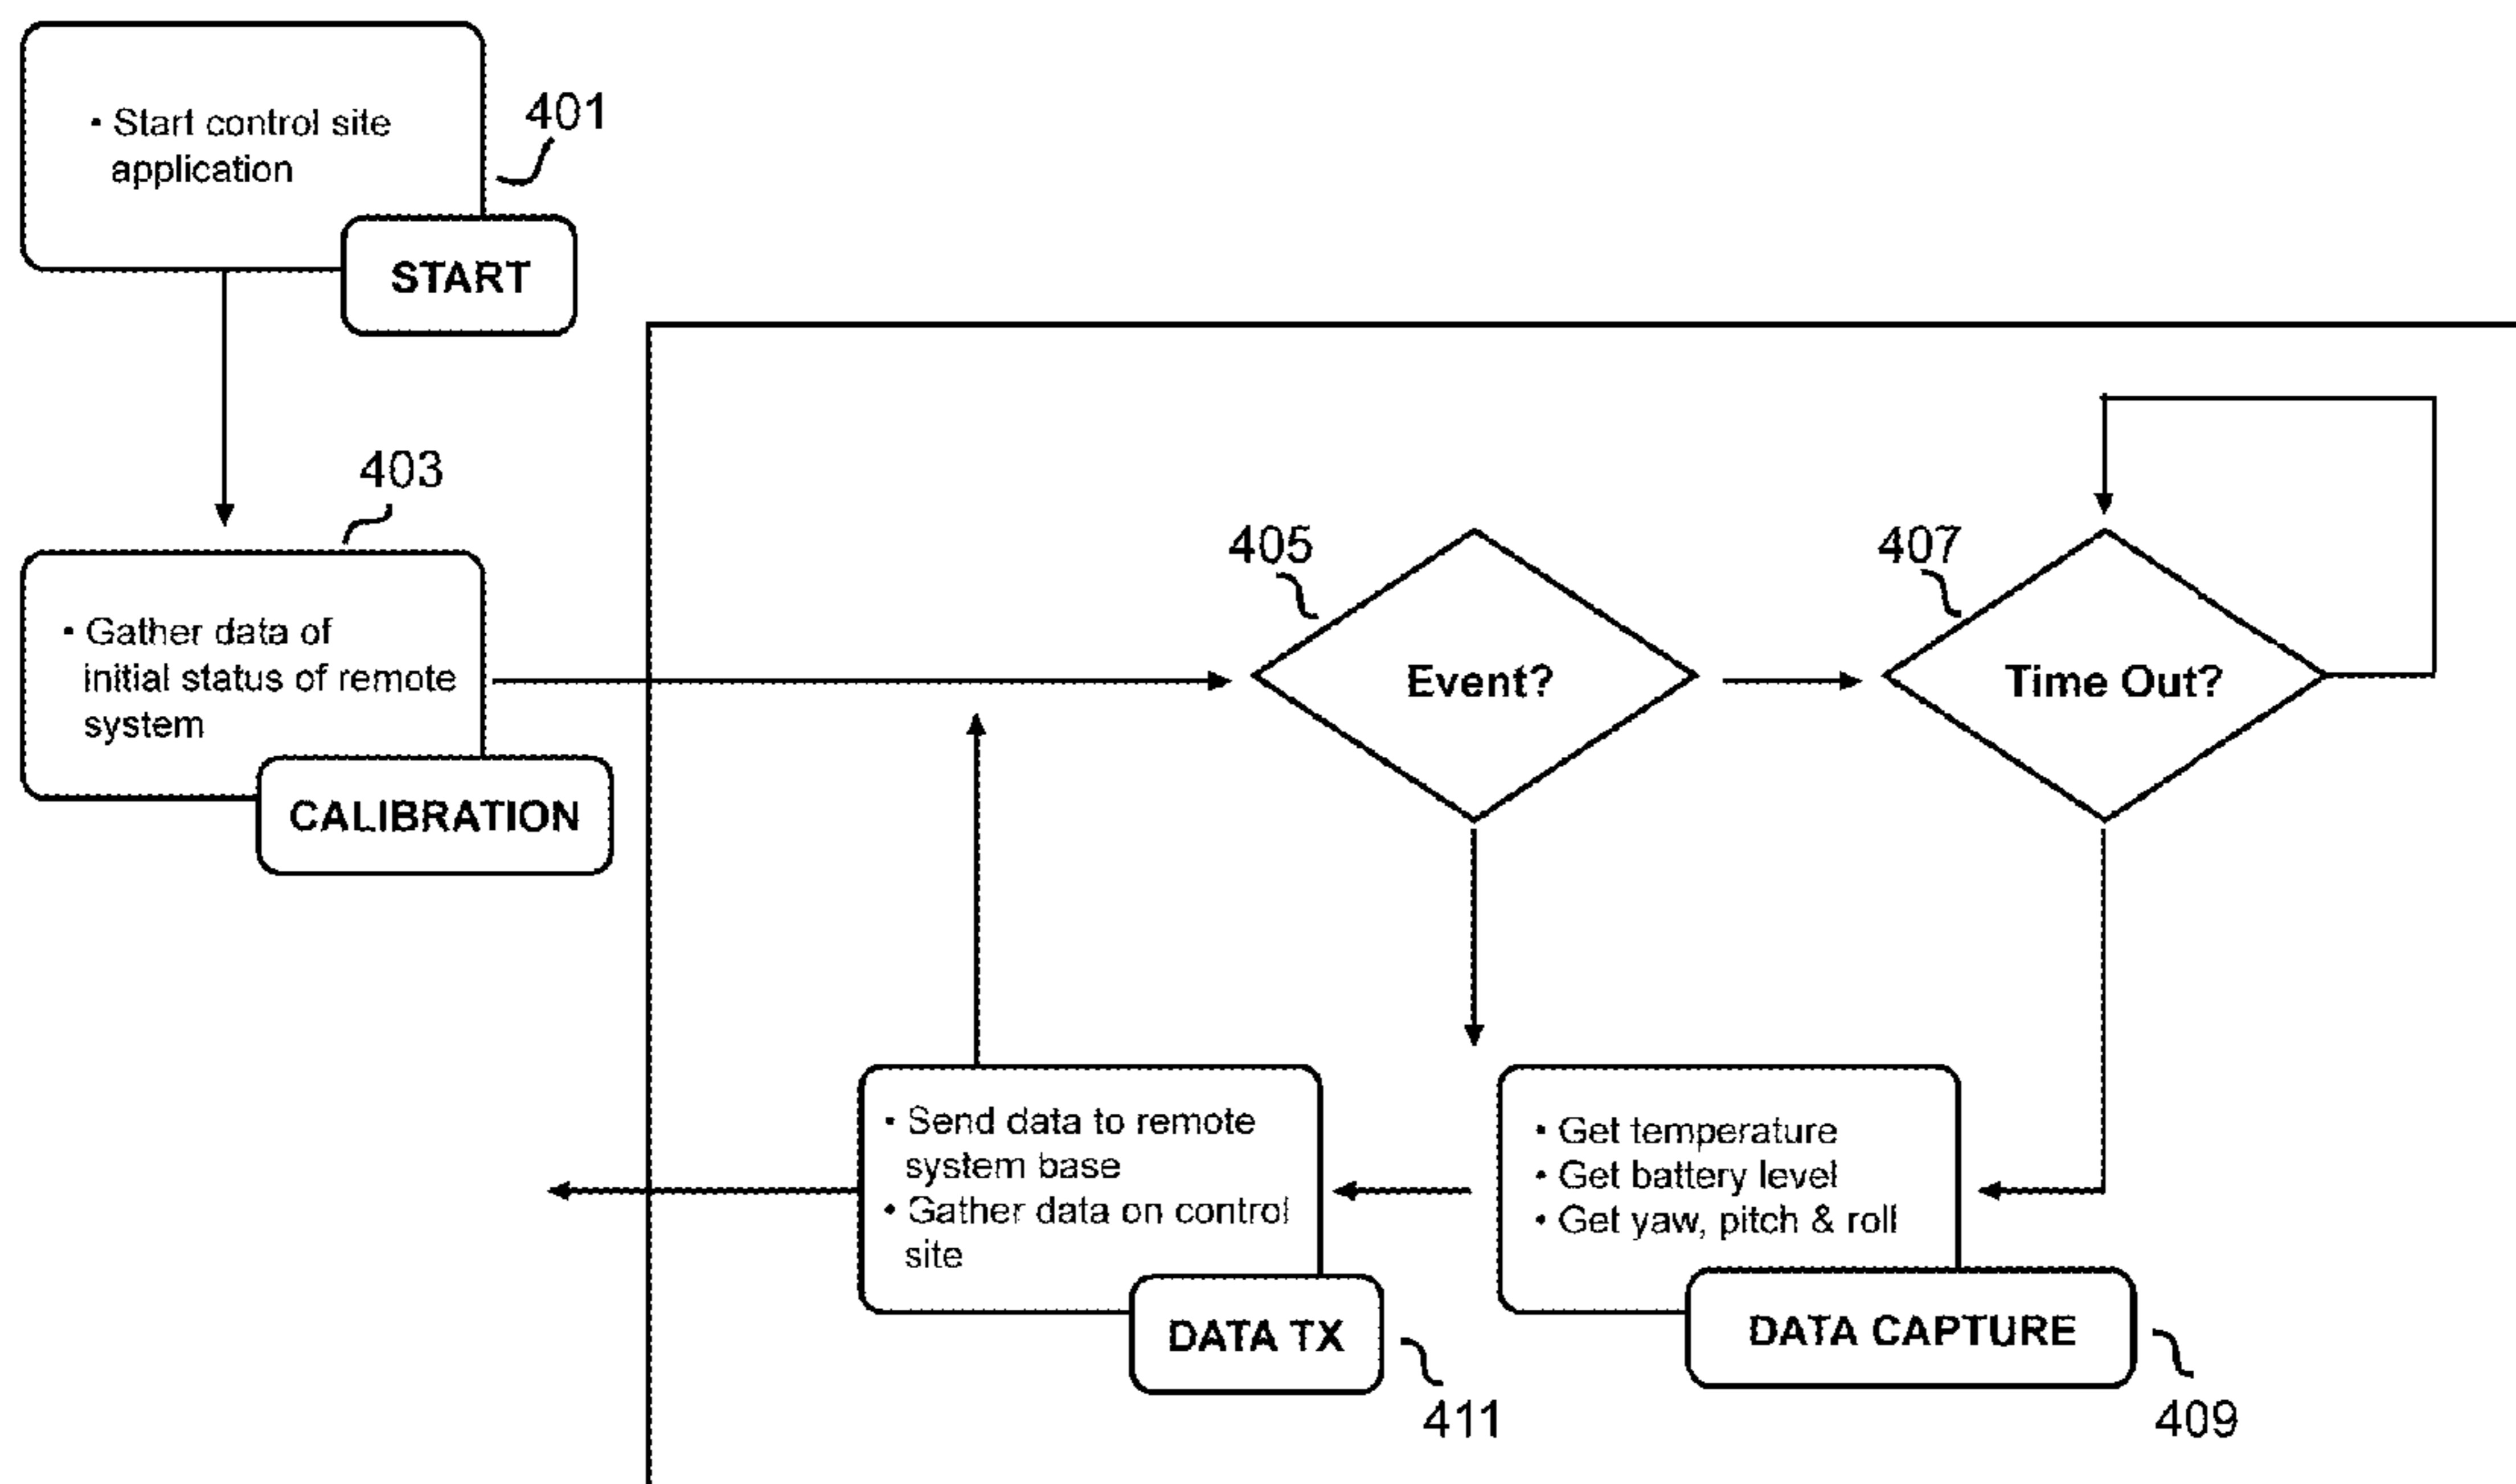 • Start control site
application
401
START
403
• Gather data of
initial status of remote
system
CALIBRATION
405
Event?
407
Time Out?
• Send data to remote
system base
• Gather data on control
site
DATA TX
411
• Get temperature
• Get battery level
• Get yaw, pitch & roll
DATA CAPTURE
409